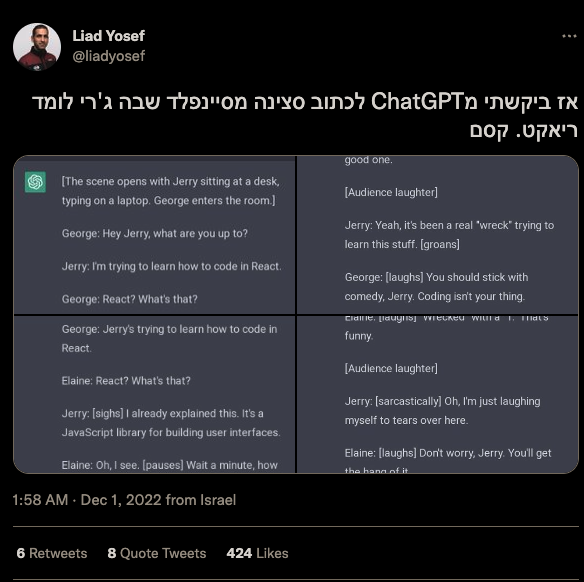 Liad Yosef
@liadyosef
אז ביקשתי מChatGPT לכתוב סצינה מסיינפלד שבה ג'רי לומד
ריאקט. קסם
[The scene opens with Jerry sitting at a desk,
typing on a laptop. George enters the room.]
George: Hey Jerry, what are you up to?
Jerry: I'm trying to learn how to code in React.
George: React? What's that?
good one.
[Audience laughter]
Jerry: Yeah, it's been a real "wreck" trying to
learn this stuff. [groans]
George: [laughs] You should stick with
comedy, Jerry. Coding isn't your thing.
George: Jerry's trying to learn how to code in
React.
Elaine: React? What's that?
Jerry: [sighs] I already explained this. It's a
JavaScript library for building user interfaces.
Elaine: Oh, I see. [pauses] Wait a minute, how
Elaine: [laughs] "Wrecked" with a "T." That's
funny.
[Audience laughter]
Jerry: [sarcastically] Oh, I'm just laughing
myself to tears over here.
Elaine: [laughs] Don't worry, Jerry. You'll get
the hang of it
1:58 AM · Dec 1, 2022 from Israel
6 Retweets 8 Quote Tweets 424 Likes